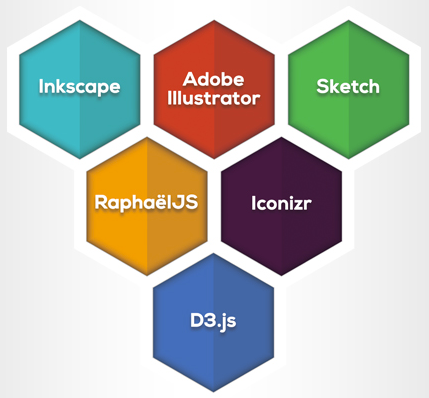 Inkscape
Adobe
Illustrator
Sketch
RaphaëlJS
Iconizr
D3.js